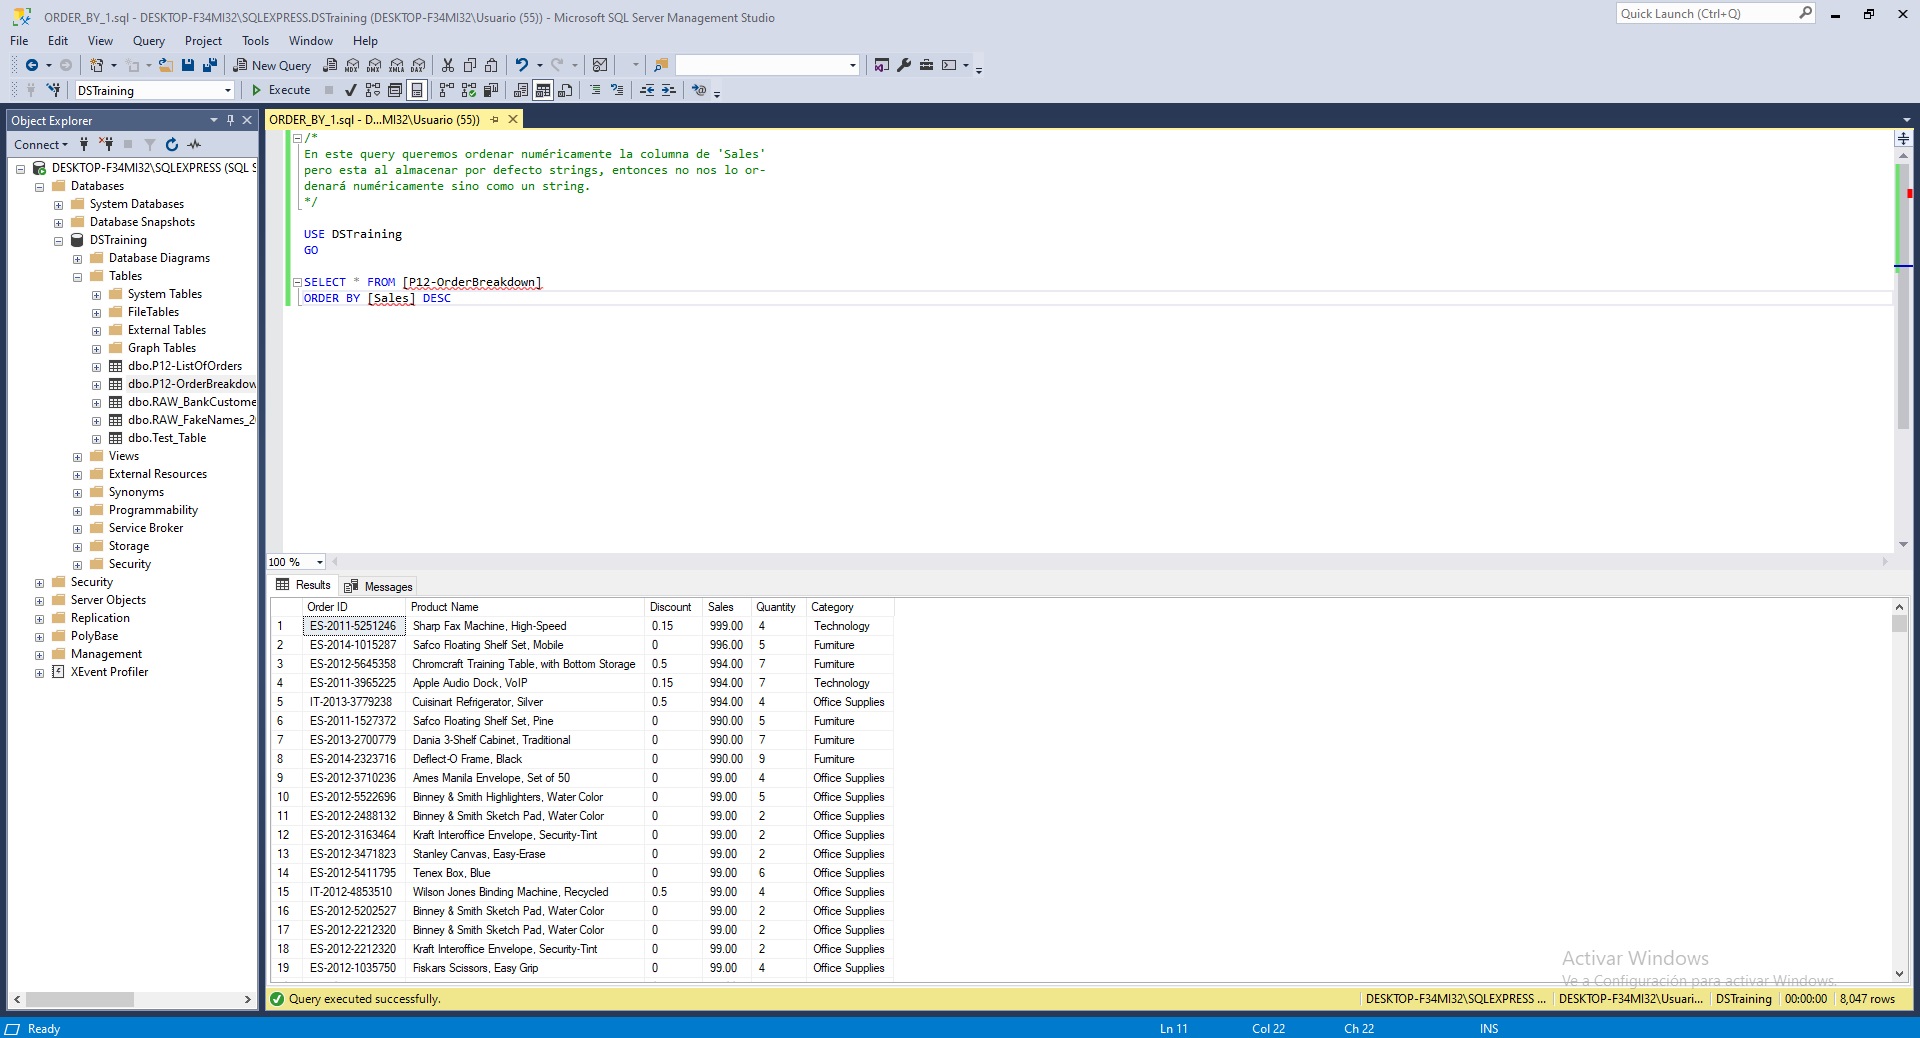 ORDER_BY_1.sql - DESKTOP-F34MI32\SQLEXPRESS.DSTraining (DESKTOP-F34MI32\Usuario (55)) - Microsoft SQL Server Management Studio
Quick Launch (Ctrl+Q)
File Edit View Query Project Tools Window Help
New Query MDX DMX XMLA DAX
DSTraining Execute
Object Explorer
Connect
DESKTOP-F34MI32\SQLEXPRESS (SQL S
Databases
System Databases
Database Snapshots
DSTraining
Database Diagrams
Tables
System Tables
FileTables
External Tables
Graph Tables
dbo.P12-ListOfOrders
dbo.P12-OrderBreakdow
dbo.RAW_BankCustome
dbo.RAW_FakeNames_2
dbo.Test_Table
Views
External Resources
Synonyms
Programmability
Service Broker
Storage
Security
Security
Server Objects
Replication
PolyBase
Management
XEvent Profiler
ORDER_BY_1.sql - D...MI32\Usuario (55))
/*
En este query queremos ordenar numéricamente la columna de 'Sales'
pero esta al almacenar por defecto strings, entonces no nos lo or-
denará numéricamente sino como un string.
*/
USE DSTraining
GO
SELECT * FROM [P12-OrderBreakdown]
ORDER BY [Sales] DESC
100 %
Results Messages
Order ID Product Name Discount Sales Quantity Category
1 ES-2011-5251246 Sharp Fax Machine, High-Speed 0.15 999.00 4 Technology
2 ES-2014-1015287 Safco Floating Shelf Set, Mobile 0 996.00 5 Furniture
3 ES-2012-5645358 Chromcraft Training Table, with Bottom Storage 0.5 994.00 7 Furniture
4 ES-2011-3965225 Apple Audio Dock, VoIP 0.15 994.00 7 Technology
5 IT-2013-3779238 Cuisinart Refrigerator, Silver 0.5 994.00 4 Office Supplies
6 ES-2011-1527372 Safco Floating Shelf Set, Pine 0 990.00 5 Furniture
7 ES-2013-2700779 Dania 3-Shelf Cabinet, Traditional 0 990.00 7 Furniture
8 ES-2014-2323716 Deflect-O Frame, Black 0 990.00 9 Furniture
9 ES-2012-3710236 Ames Manila Envelope, Set of 50 0 99.00 4 Office Supplies
10 ES-2012-5522696 Binney & Smith Highlighters, Water Color 0 99.00 5 Office Supplies
11 ES-2012-2488132 Binney & Smith Sketch Pad, Water Color 0 99.00 2 Office Supplies
12 ES-2012-3163464 Kraft Interoffice Envelope, Security-Tint 0 99.00 2 Office Supplies
13 ES-2012-3471823 Stanley Canvas, Easy-Erase 0 99.00 2 Office Supplies
14 ES-2012-5411795 Tenex Box, Blue 0 99.00 6 Office Supplies
15 IT-2012-4853510 Wilson Jones Binding Machine, Recycled 0.5 99.00 4 Office Supplies
16 ES-2012-5202527 Binney & Smith Sketch Pad, Water Color 0 99.00 2 Office Supplies
17 ES-2012-2212320 Binney & Smith Sketch Pad, Water Color 0 99.00 2 Office Supplies
18 ES-2012-2212320 Kraft Interoffice Envelope, Security-Tint 0 99.00 2 Office Supplies
19 ES-2012-1035750 Fiskars Scissors, Easy Grip 0 99.00 4 Office Supplies
Activar Windows
Ve a Configuración para activar Windows.
Query executed successfully. DESKTOP-F34MI32\SQLEXPRESS ... DESKTOP-F34MI32\Usuari... DSTraining 00:00:00 8,047 rows
Ready Ln 11 Col 22 Ch 22 INS